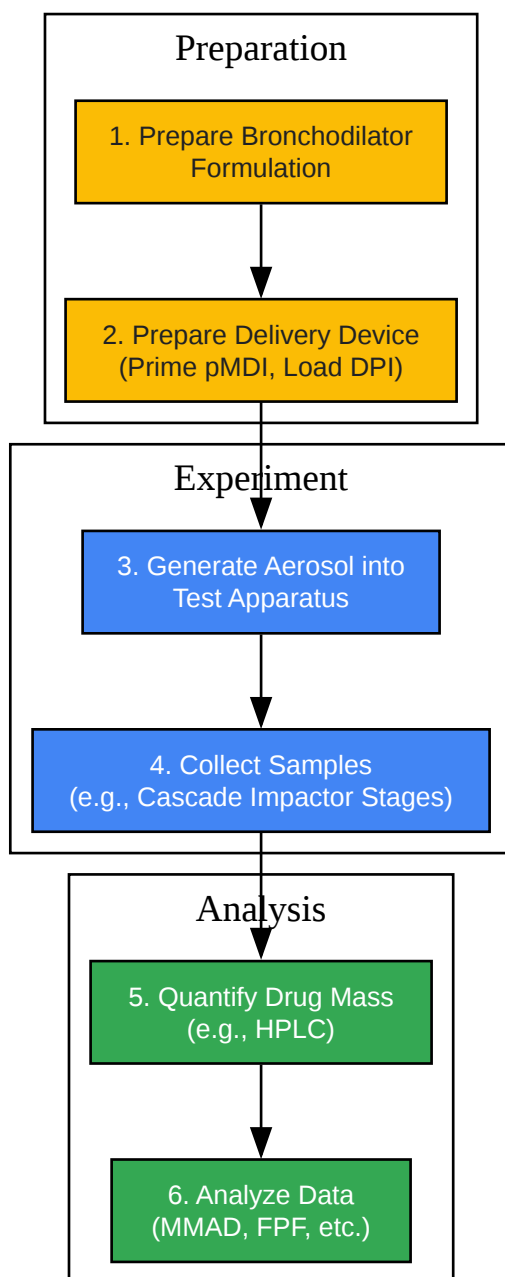 Preparation
1. Prepare Bronchodilator
Formulation
2. Prepare Delivery Device
(Prime pMDI, Load DPI)
Experiment
3. Generate Aerosol into
Test Apparatus
4. Collect Samples
(e.g., Cascade Impactor Stages)
Analysis
5. Quantify Drug Mass
(e.g., HPLC)
6. Analyze Data
(MMAD, FPF, etc.)